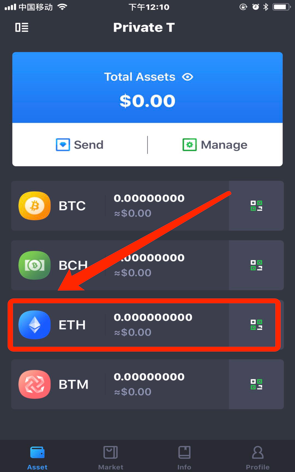 中国移动 下午12:10
Private T
Total Assets
$0.00
Send Manage
BTC 0.00000000
≈$0.00
BCH 0.00000000
≈$0.00
ETH 0.000000000
≈$0.00
BTM 0.00000000
≈$0.00
Asset Market Info Profile